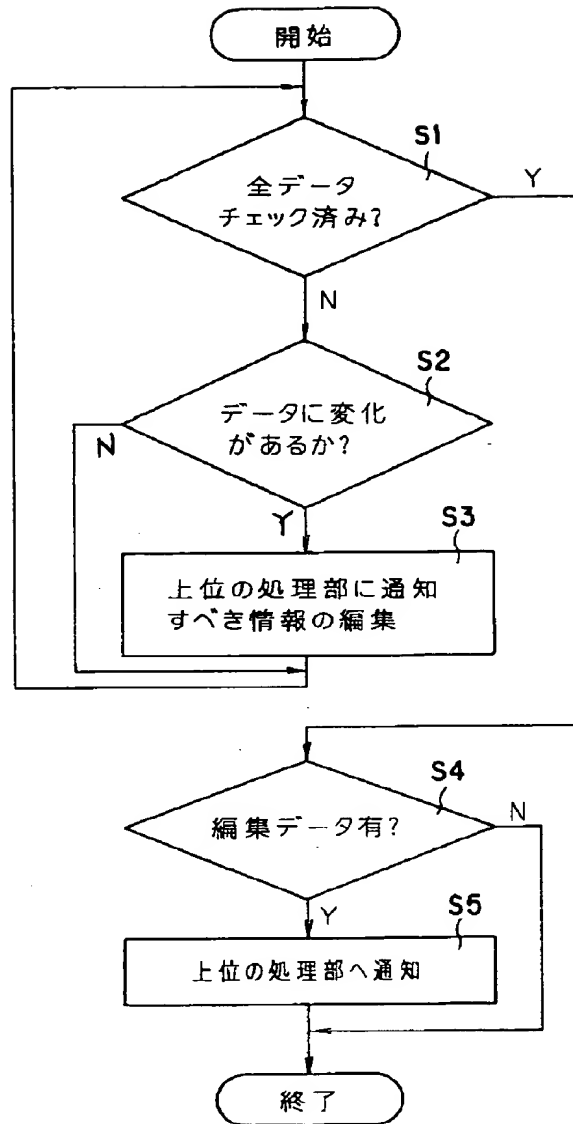 開始
S1
全データ
チェック済み?
Y
N
S2
データに変化
があるか?
N
Y
S3
上位の処理部に通知
すべき情報の編集
S4
編集データ有?
N
Y
S5
上位の処理部へ通知
終了